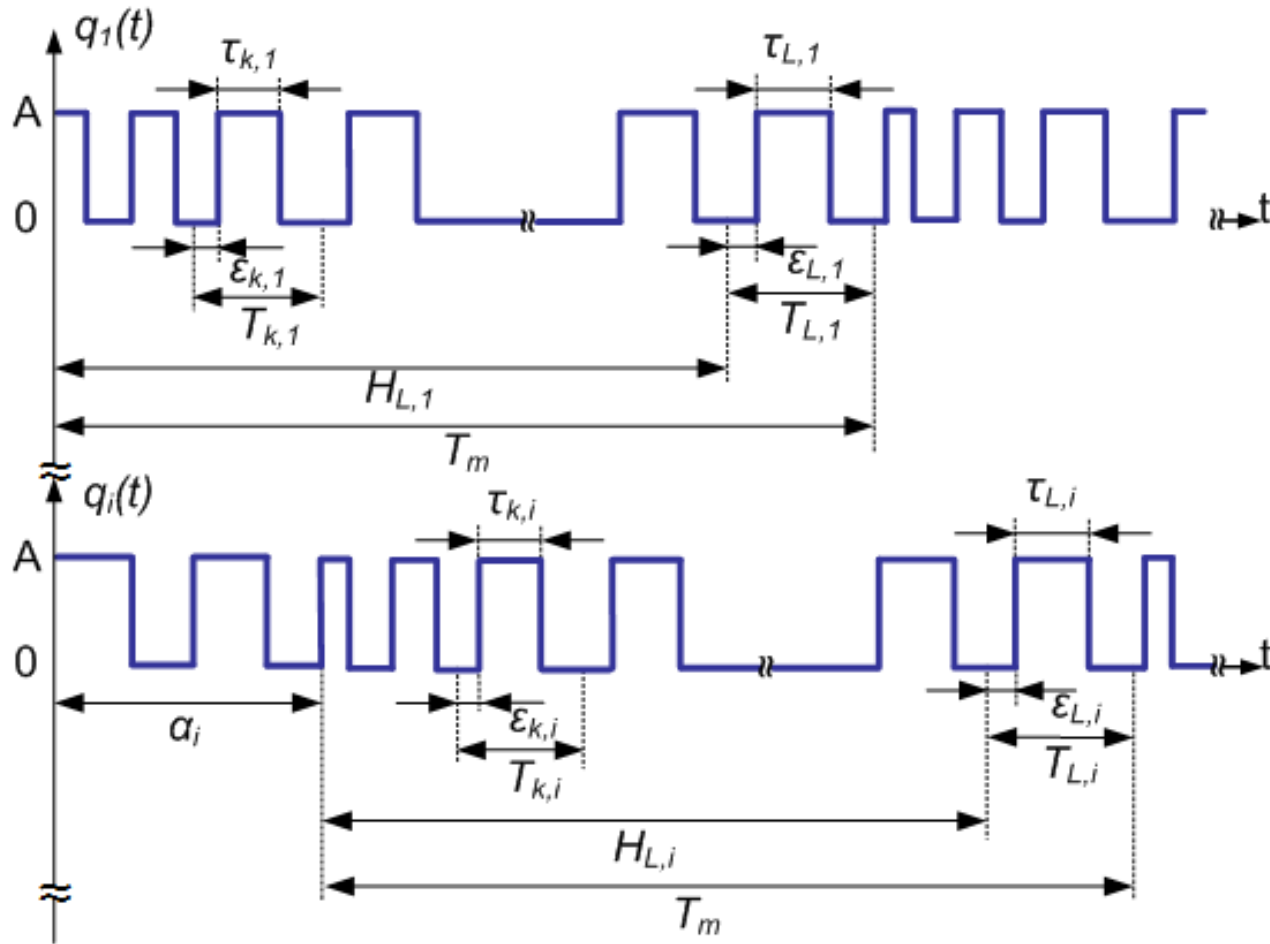 q1(t)
τk,1
τL,1
A
0
t
εk,1
εL,1
Tk,1
TL,1
HL,1
Tm
qi(t)
τk,i
τL,i
A
0
t
αi
εk,i
εL,i
Tk,i
TL,i
HL,i
Tm